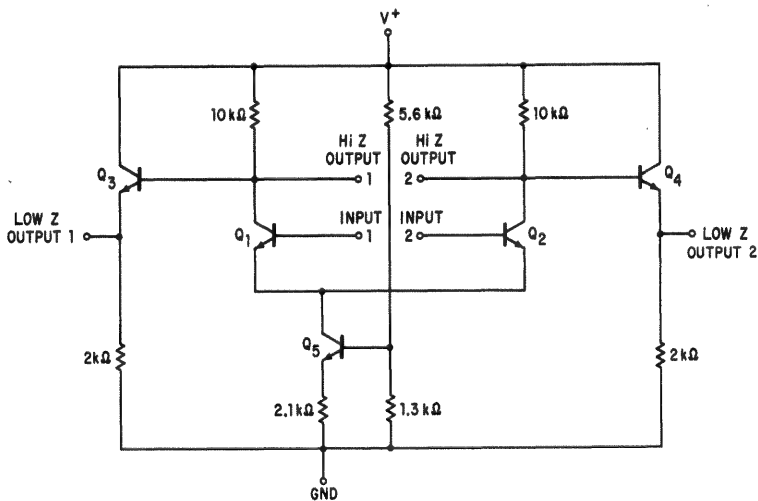 V+
10kΩ
5.6kΩ
10kΩ
Hi Z
OUTPUT
1
Hi Z
OUTPUT
2
Q3
Q4
LOW Z
OUTPUT 1
Q1
INPUT
1
INPUT
2
Q2
LOW Z
OUTPUT 2
Q5
2kΩ
2kΩ
2.1kΩ
1.3kΩ
GND